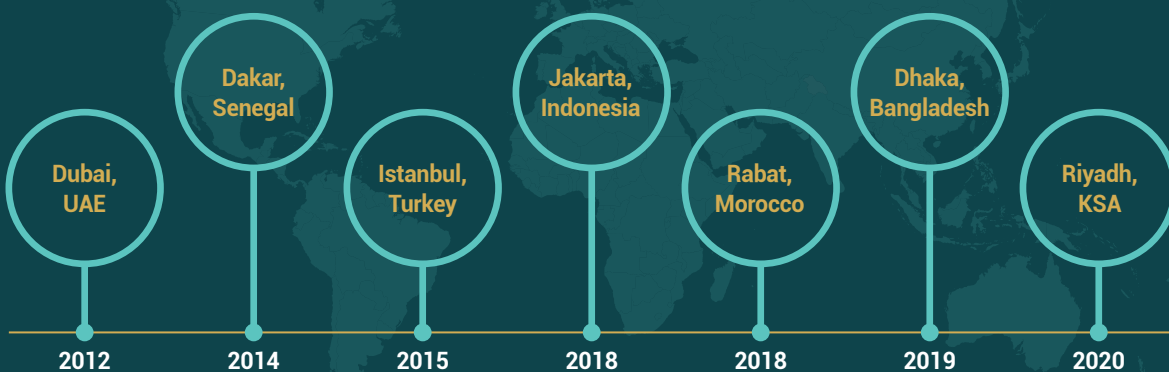 Dubai,
UAE
2012
Dakar,
Senegal
2014
Istanbul,
Turkey
2015
Jakarta,
Indonesia
2018
Rabat,
Morocco
2018
Dhaka,
Bangladesh
2019
Riyadh,
KSA
2020